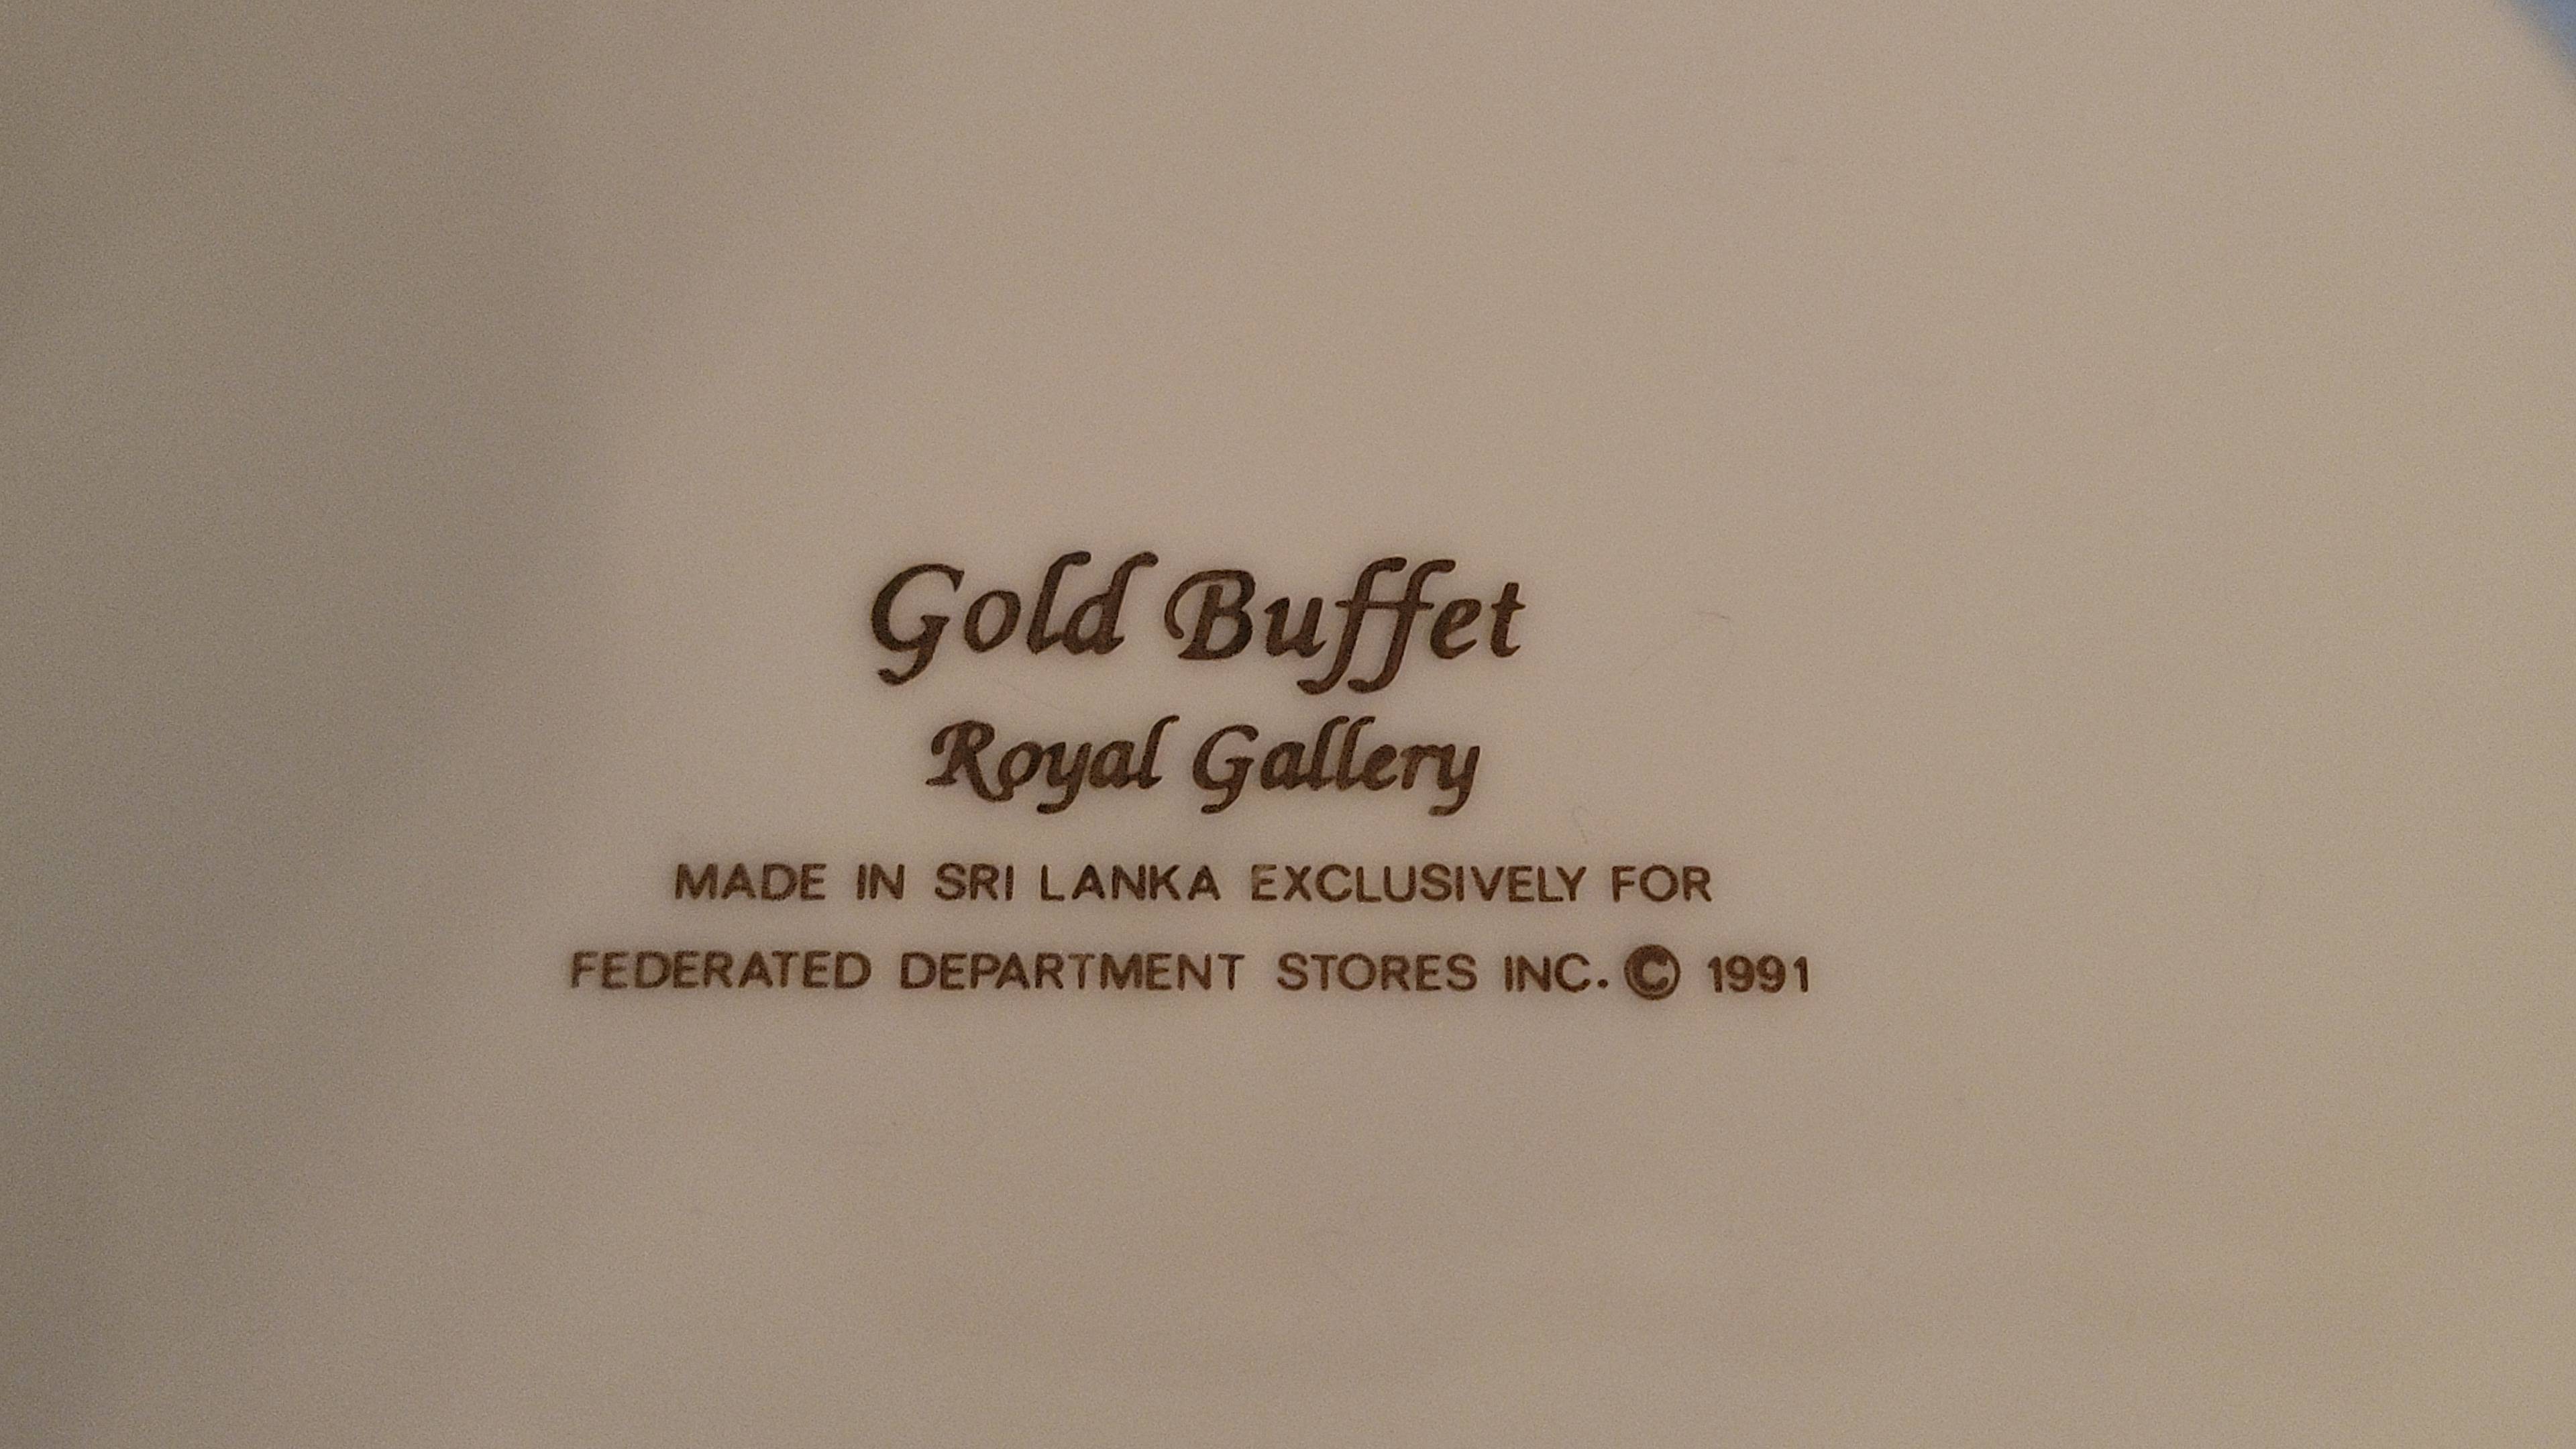 Gold Buffet
Royal Gallery
MADE IN SRI LANKA EXCLUSIVELY FOR
FEDERATED DEPARTMENT STORES INC. © 1991